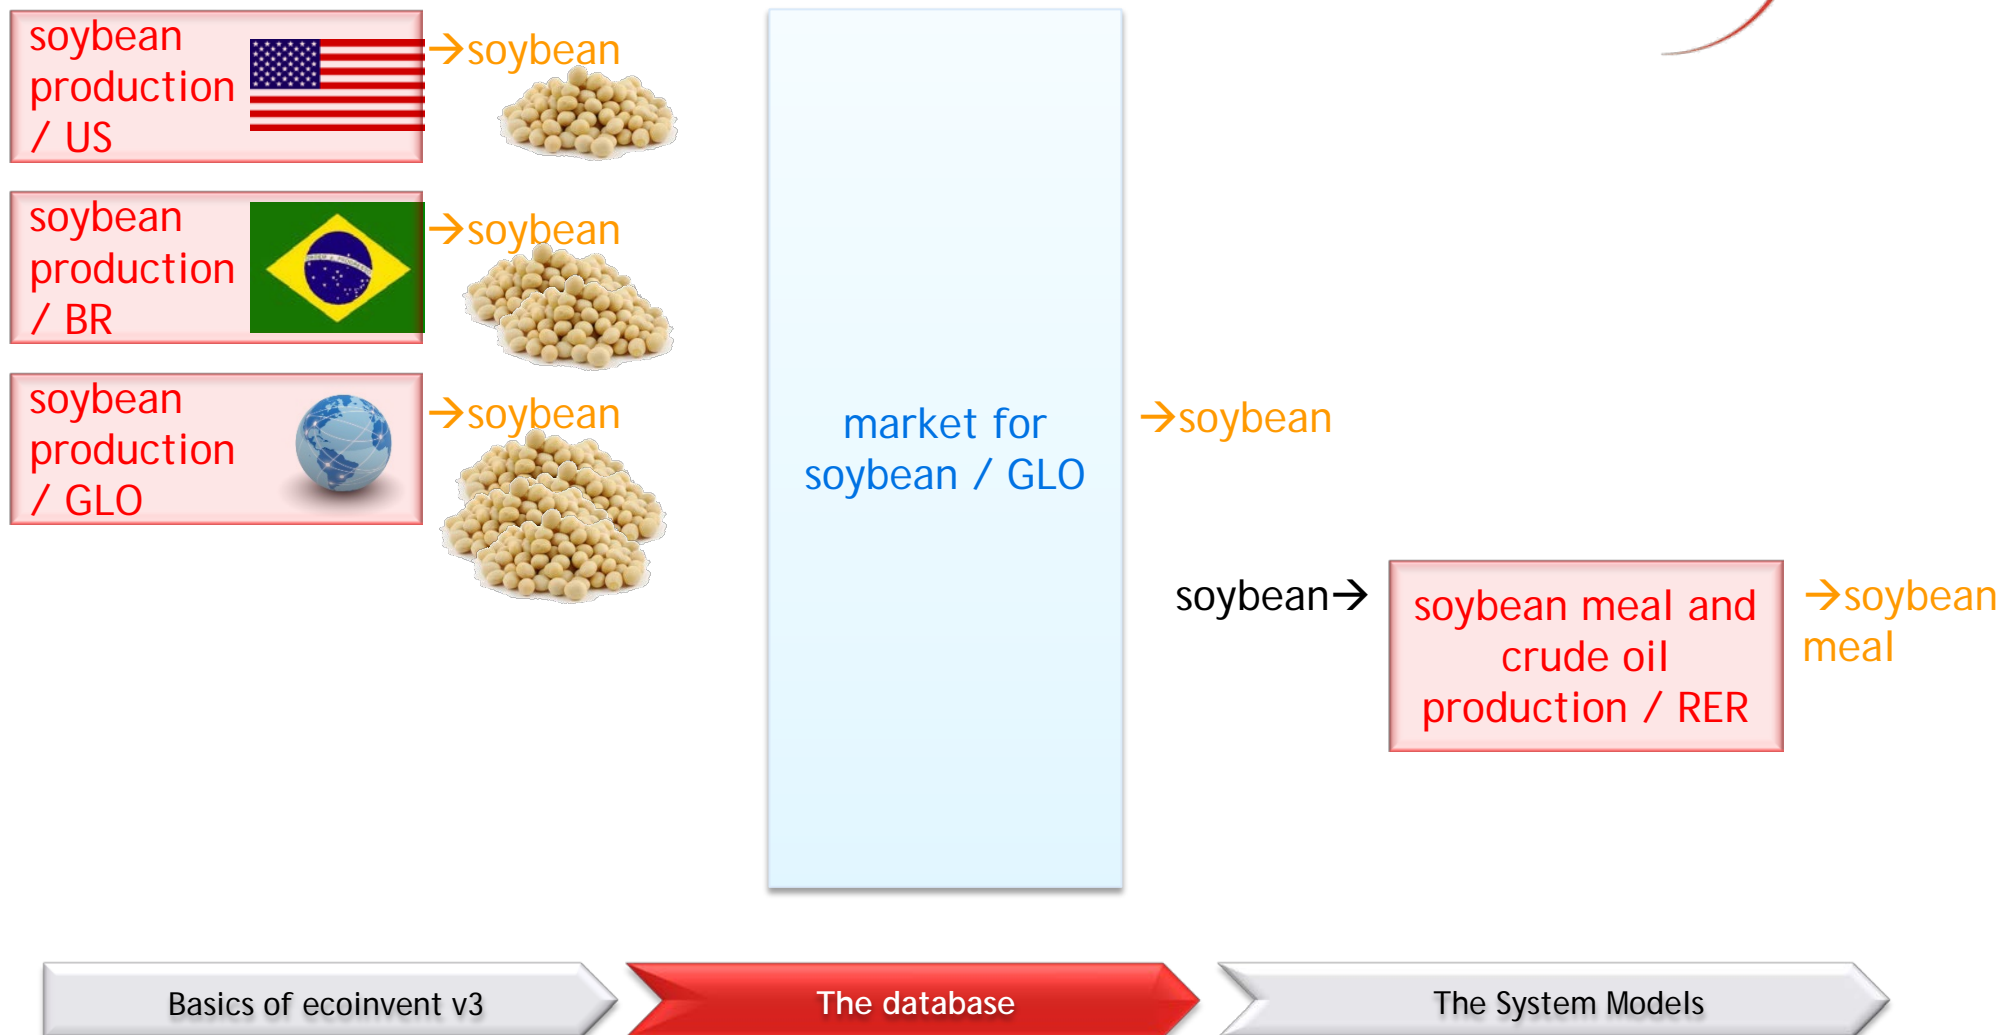 soybean
production
/ US
→soybean
soybean
production
/ BR
→soybean
soybean
production
/ GLO
→soybean
market for
soybean / GLO
→soybean
soybean→
soybean meal and
crude oil
production / RER
→soybean
meal
Basics of ecoinvent v3
The database
The System Models